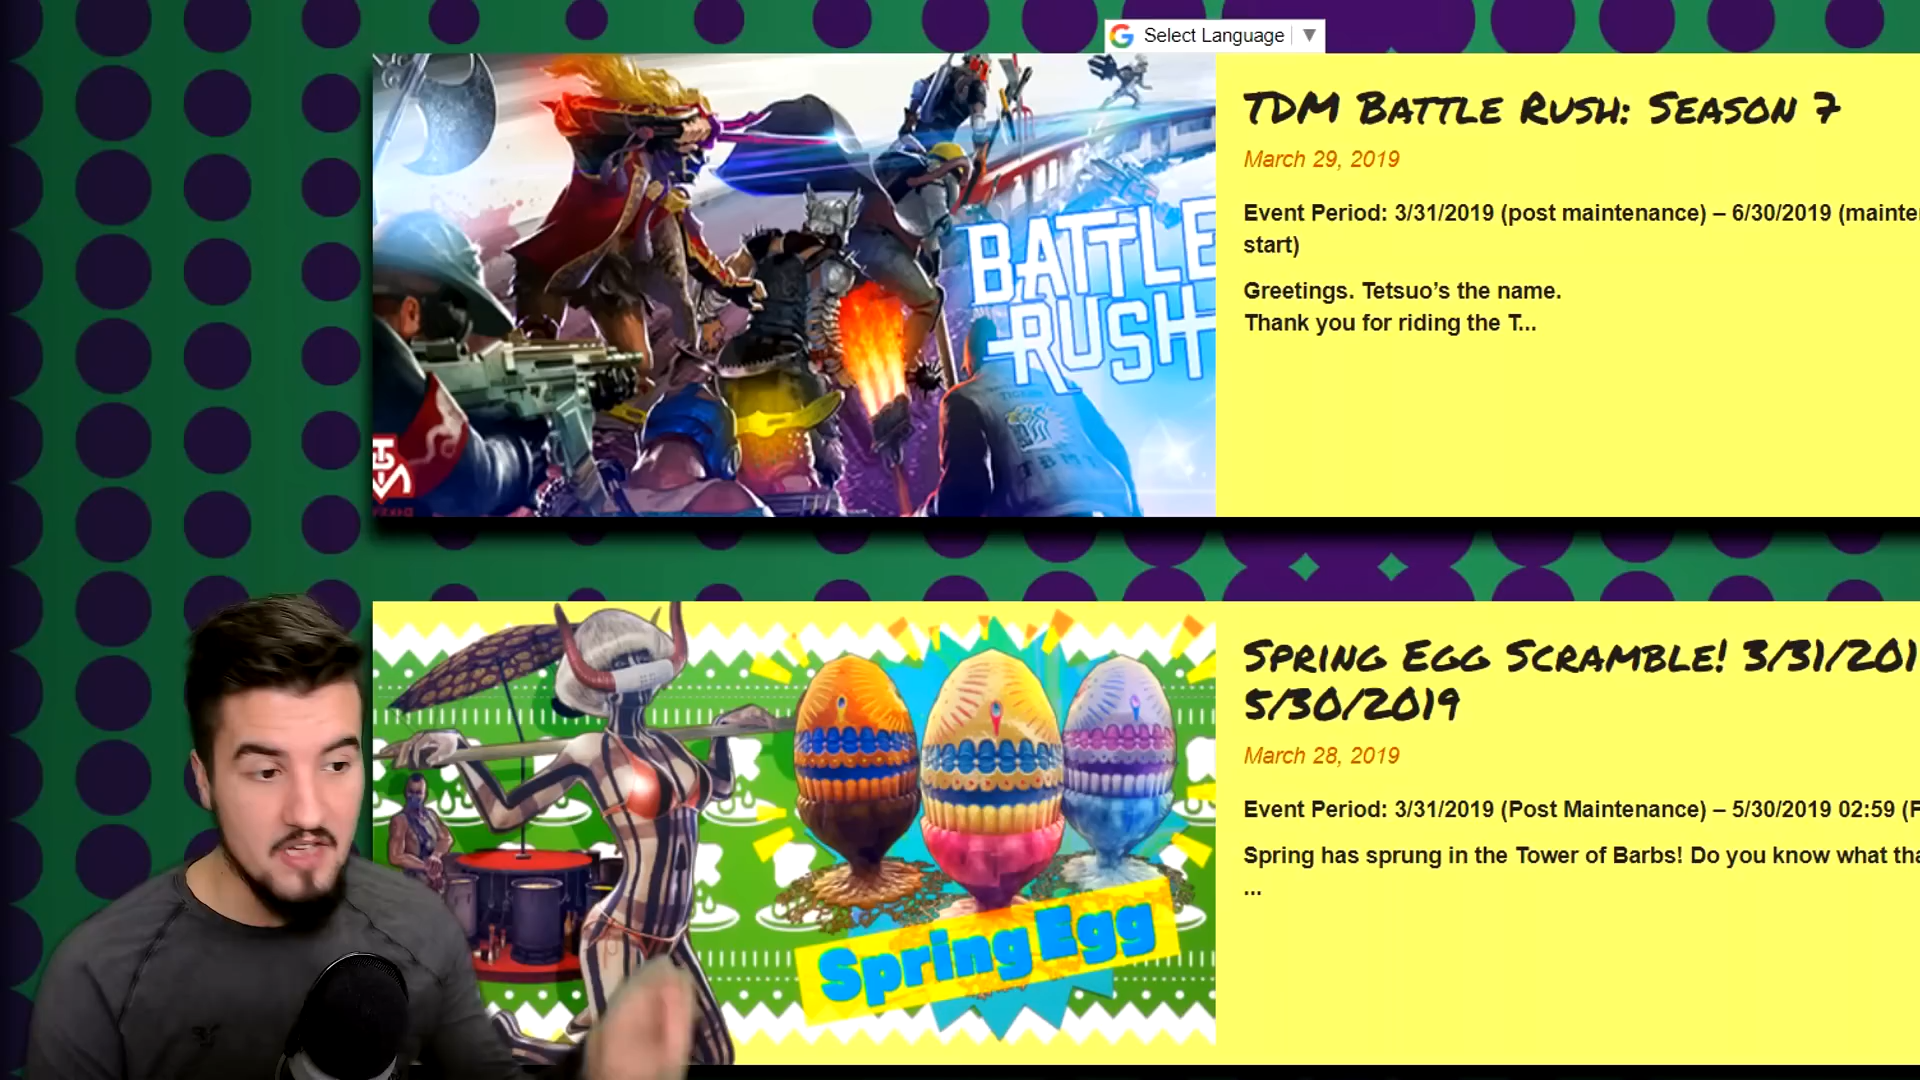 Select Language
TDM Battle Rush: Season 7
March 29, 2019
Event Period: 3/31/2019 (post maintenance) – 6/30/2019 (mainte
start)
Greetings. Tetsuo’s the name.
Thank you for riding the T...
BATTLE
RUSH
TBM
Spring Egg Scramble! 3/31/201
5/30/2019
March 28, 2019
Event Period: 3/31/2019 (Post Maintenance) – 5/30/2019 02:59 (P
Spring has sprung in the Tower of Barbs! Do you know what tha
...
Spring Egg